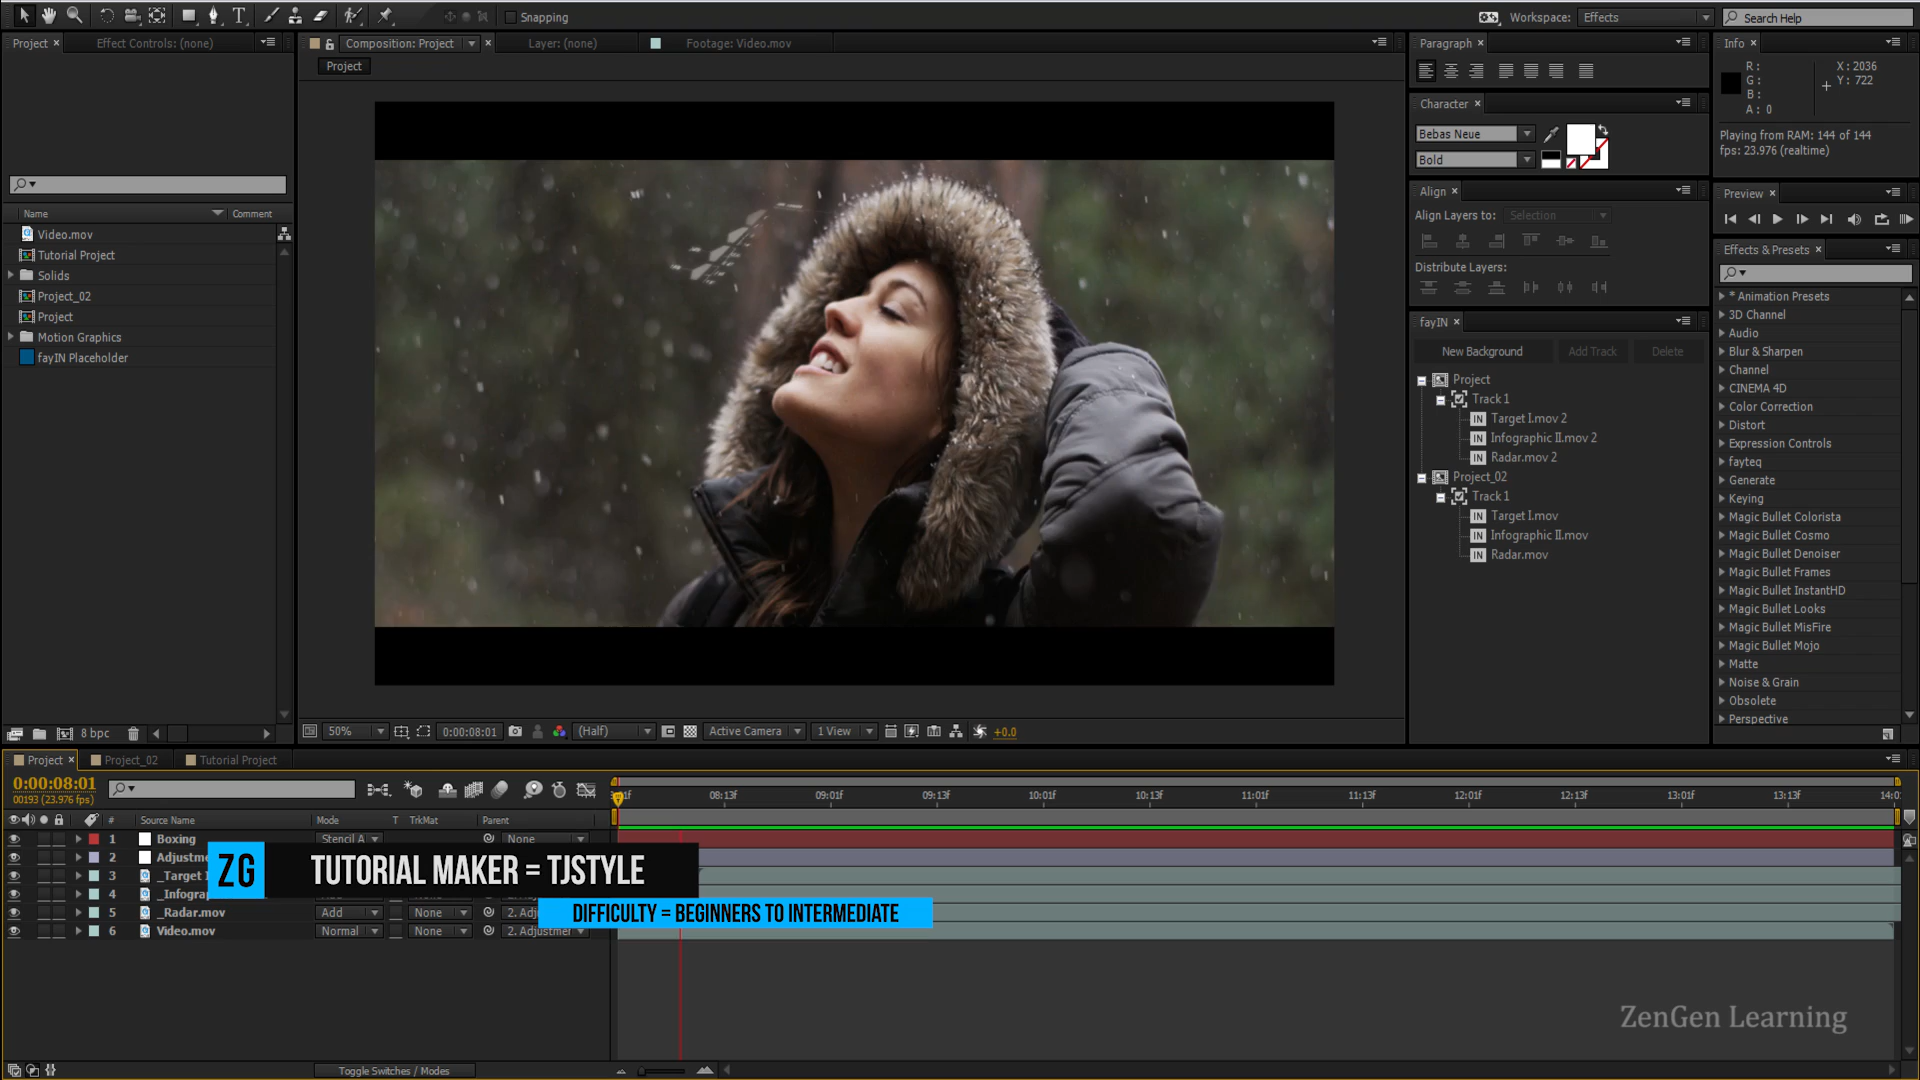 Snapping
Workspace: Effects
Search Help
Project
Effect Controls: (none)
Composition: Project
Layer: (none)
Footage: Video.mov
Paragraph
Info
Project
R:
G:
B:
A: 0
X: 2036
Y: 722
Playing from RAM: 144 of 144
fps: 23.976 (realtime)
Character
Bebas Neue
Bold
Align
Align Layers to: Selection
Distribute Layers:
Preview
Effects & Presets
Name
Comment
Video.mov
Tutorial Project
Solids
Project_02
Project
Motion Graphics
fayIN Placeholder
fayIN
New Background
Add Track
Delete
Project
Track 1
Target I.mov 2
Infographic II.mov 2
Radar.mov 2
Project_02
Track 1
Target I.mov
Infographic II.mov
Radar.mov
* Animation Presets
3D Channel
Audio
Blur & Sharpen
Channel
CINEMA 4D
Color Correction
Distort
Expression Controls
fayteq
Generate
Keying
Magic Bullet Colorista
Magic Bullet Cosmo
Magic Bullet Denoiser
Magic Bullet Frames
Magic Bullet InstantHD
Magic Bullet Looks
Magic Bullet MisFire
Magic Bullet Mojo
Matte
Noise & Grain
Obsolete
Perspective
8 bpc
50%
0:00:08:01
(Half)
Active Camera
1 View
+0.0
Project
Project_02
Tutorial Project
0:00:08:01
00193 (23.976 fps)
08:13f
09:01f
09:13f
10:01f
10:13f
11:01f
11:13f
12:01f
12:13f
13:01f
13:13f
#
Source Name
Mode
T
TrkMat
Parent
1 Boxing Stencil A None
2
3
4
5 _Radar.mov Add None
6 Video.mov Normal None
ZG
TUTORIAL MAKER = TJSTYLE
DIFFICULTY = BEGINNERS TO INTERMEDIATE
ZenGen Learning
Toggle Switches / Modes